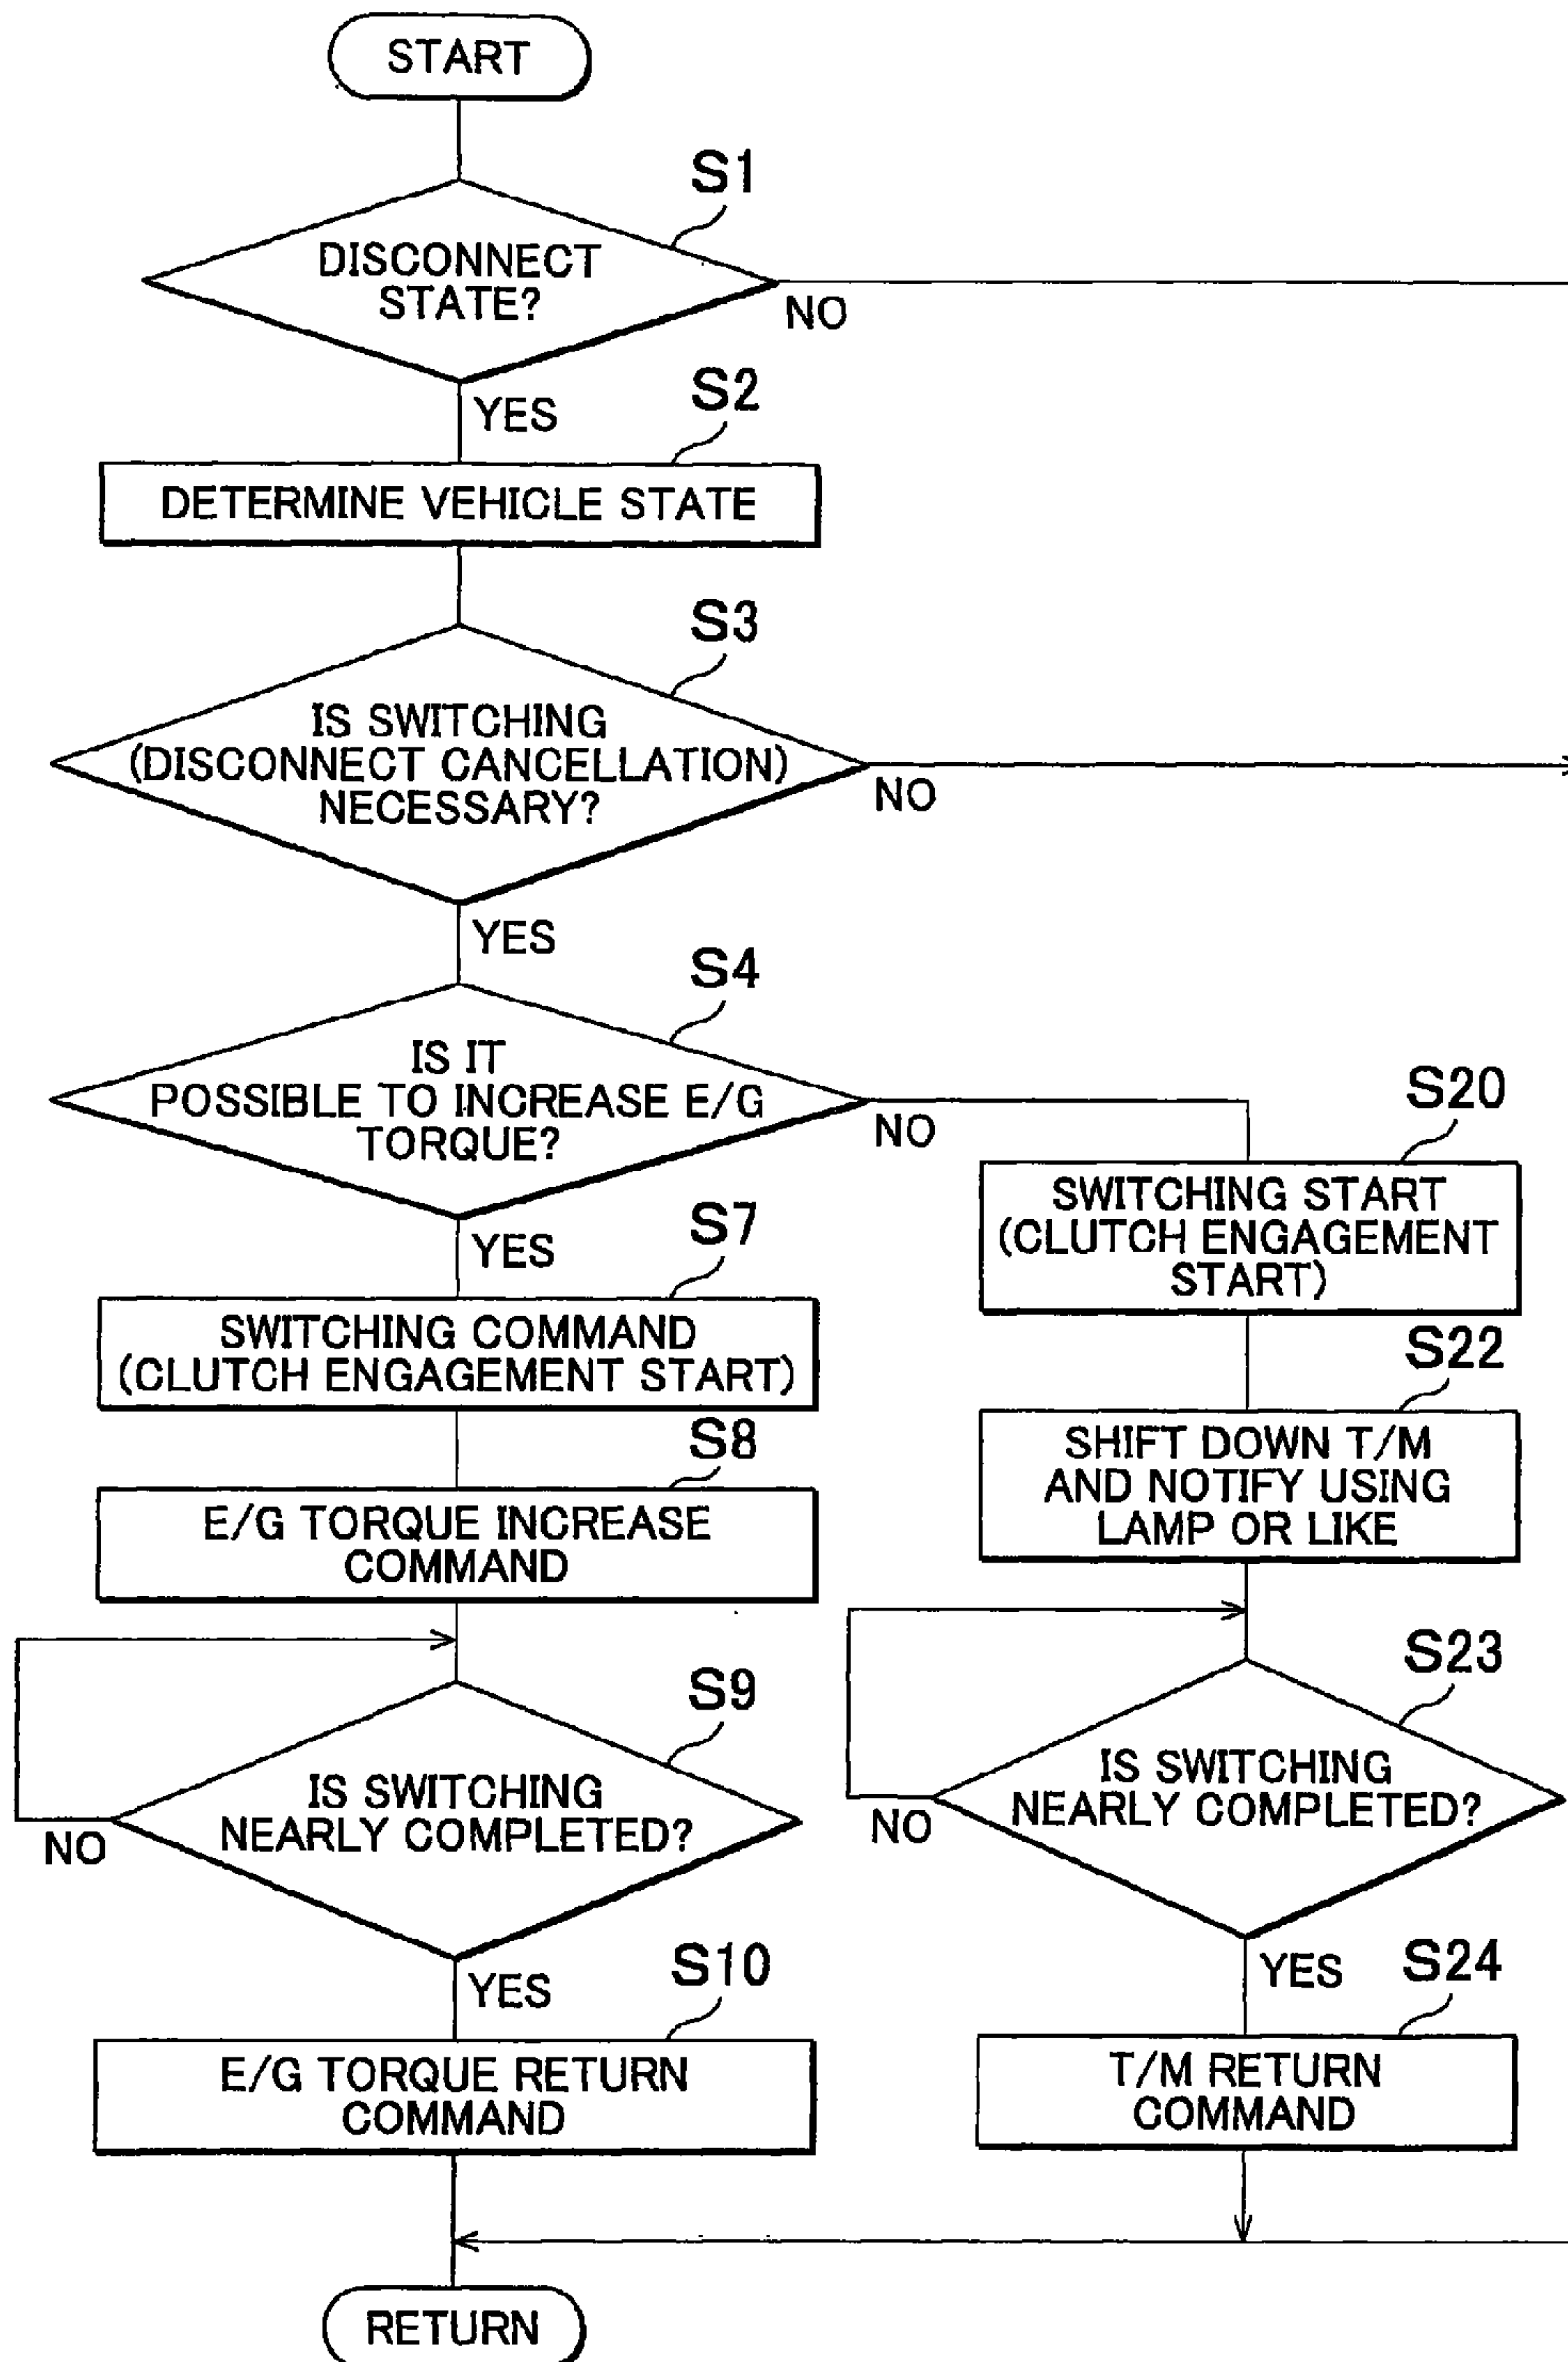 START
S1
DISCONNECT
STATE?
NO
YES
S2
DETERMINE VEHICLE STATE
S3
IS SWITCHING
(DISCONNECT CANCELLATION)
NECESSARY?
NO
YES
S4
IS IT
POSSIBLE TO INCREASE E/G
TORQUE?
NO
YES
S7
SWITCHING COMMAND
(CLUTCH ENGAGEMENT START)
S8
E/G TORQUE INCREASE
COMMAND
S9
IS SWITCHING
NEARLY COMPLETED?
NO
YES
S10
E/G TORQUE RETURN
COMMAND
S20
SWITCHING START
(CLUTCH ENGAGEMENT
START)
S22
SHIFT DOWN T/M
AND NOTIFY USING
LAMP OR LIKE
S23
IS SWITCHING
NEARLY COMPLETED?
NO
YES
S24
T/M RETURN
COMMAND
RETURN